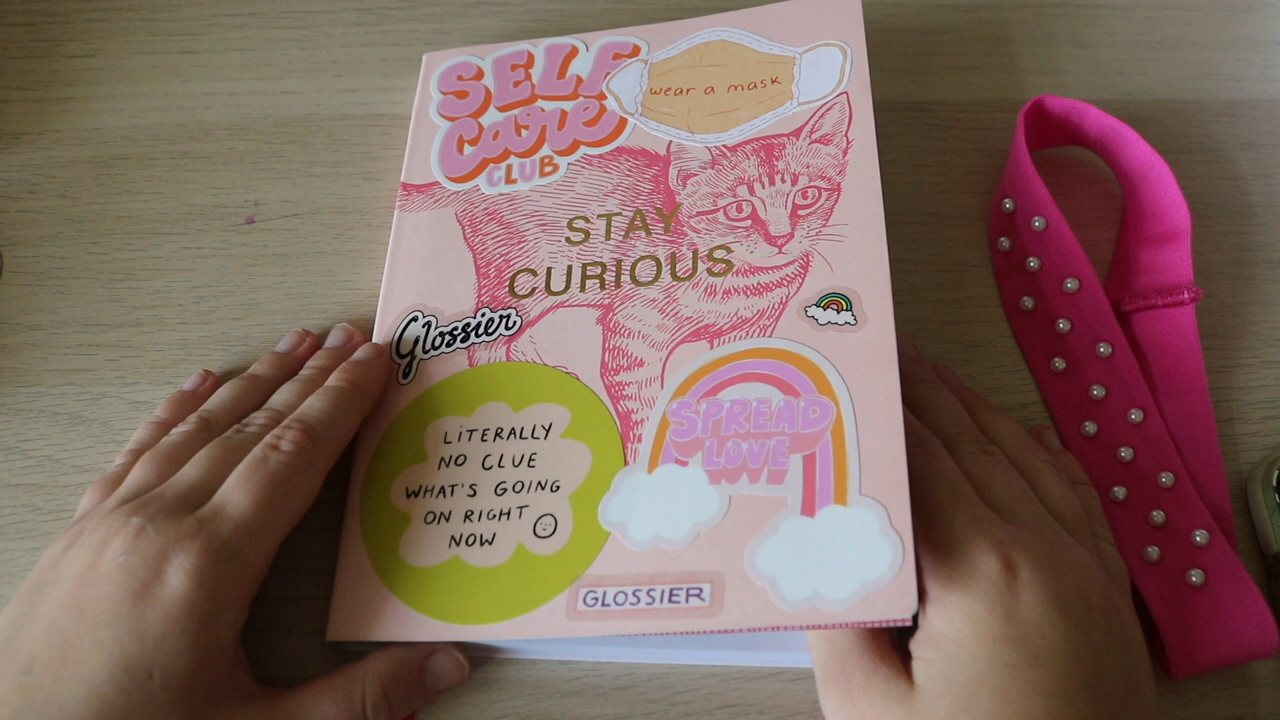 SELF
care
CLUB
wear a mask
STAY
CURIOUS
Glossier
LiTERALLY
NO CLUE
WHAT'S GOING
ON RIGHT
NOW
SPREAD
LOVE
GLOSSIER